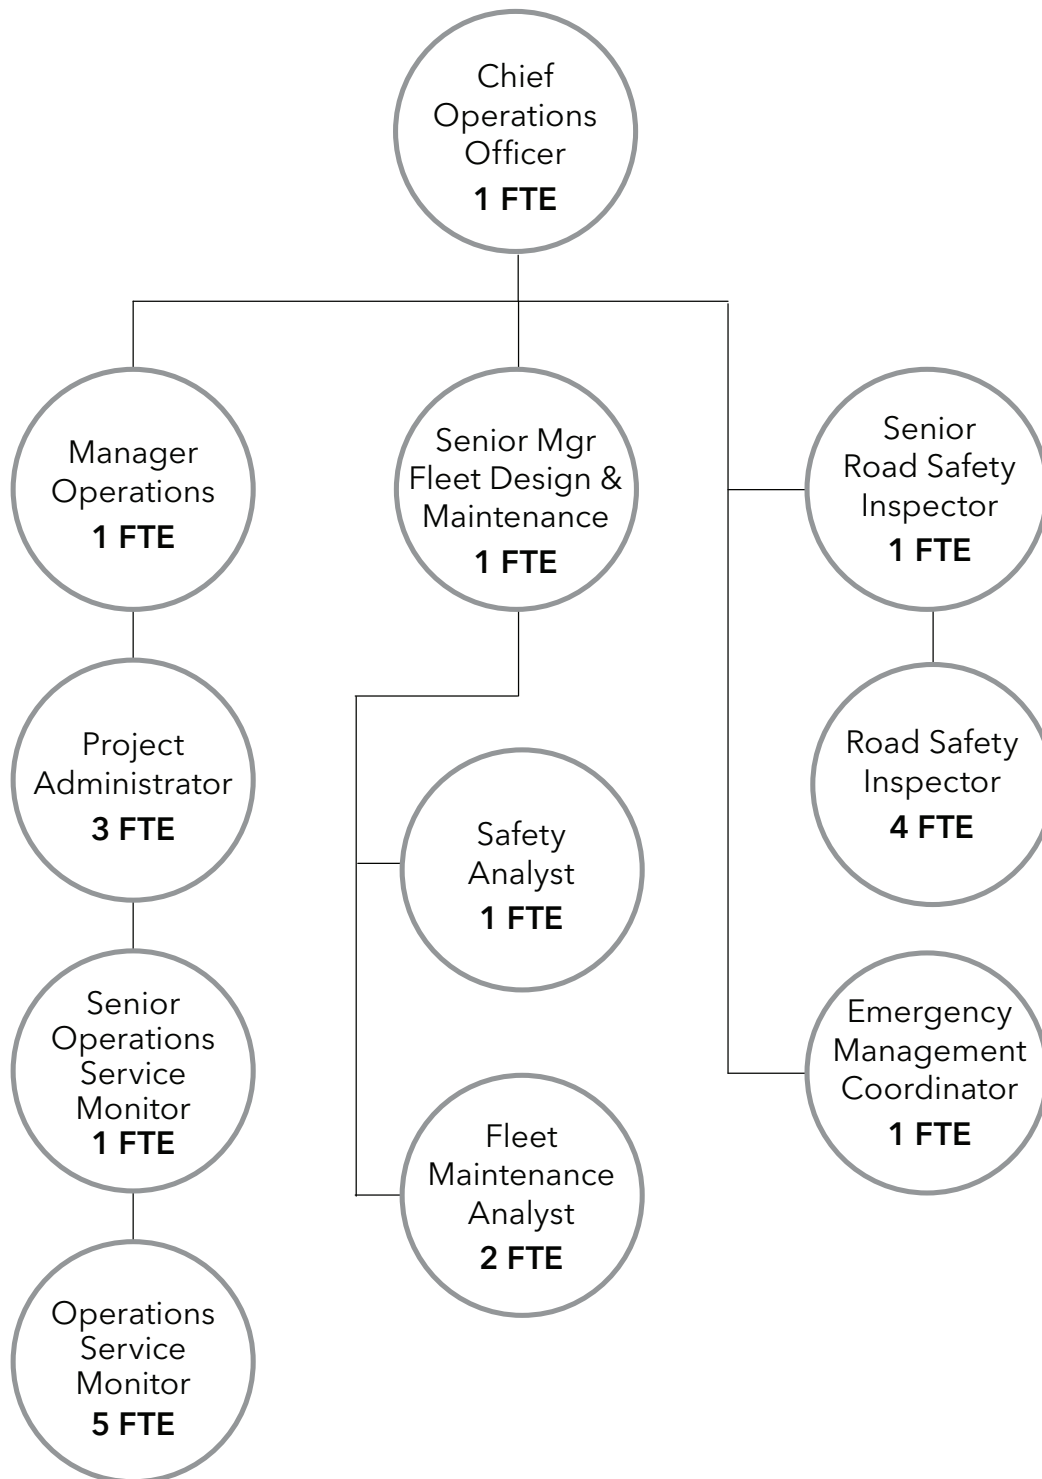 Chief
Operations
Officer
1 FTE
Manager
Operations
1 FTE
Senior Mgr
Fleet Design &
Maintenance
1 FTE
Senior
Road Safety
Inspector
1 FTE
Project
Administrator
3 FTE
Safety
Analyst
1 FTE
Road Safety
Inspector
4 FTE
Senior
Operations
Service
Monitor
1 FTE
Fleet
Maintenance
Analyst
2 FTE
Emergency
Management
Coordinator
1 FTE
Operations
Service
Monitor
5 FTE